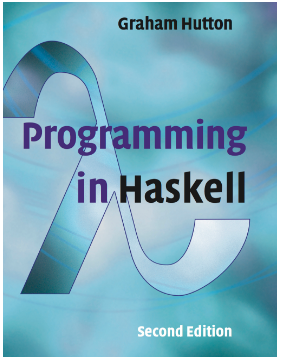 Graham Hutton
Programming
in Haskell
Second Edition